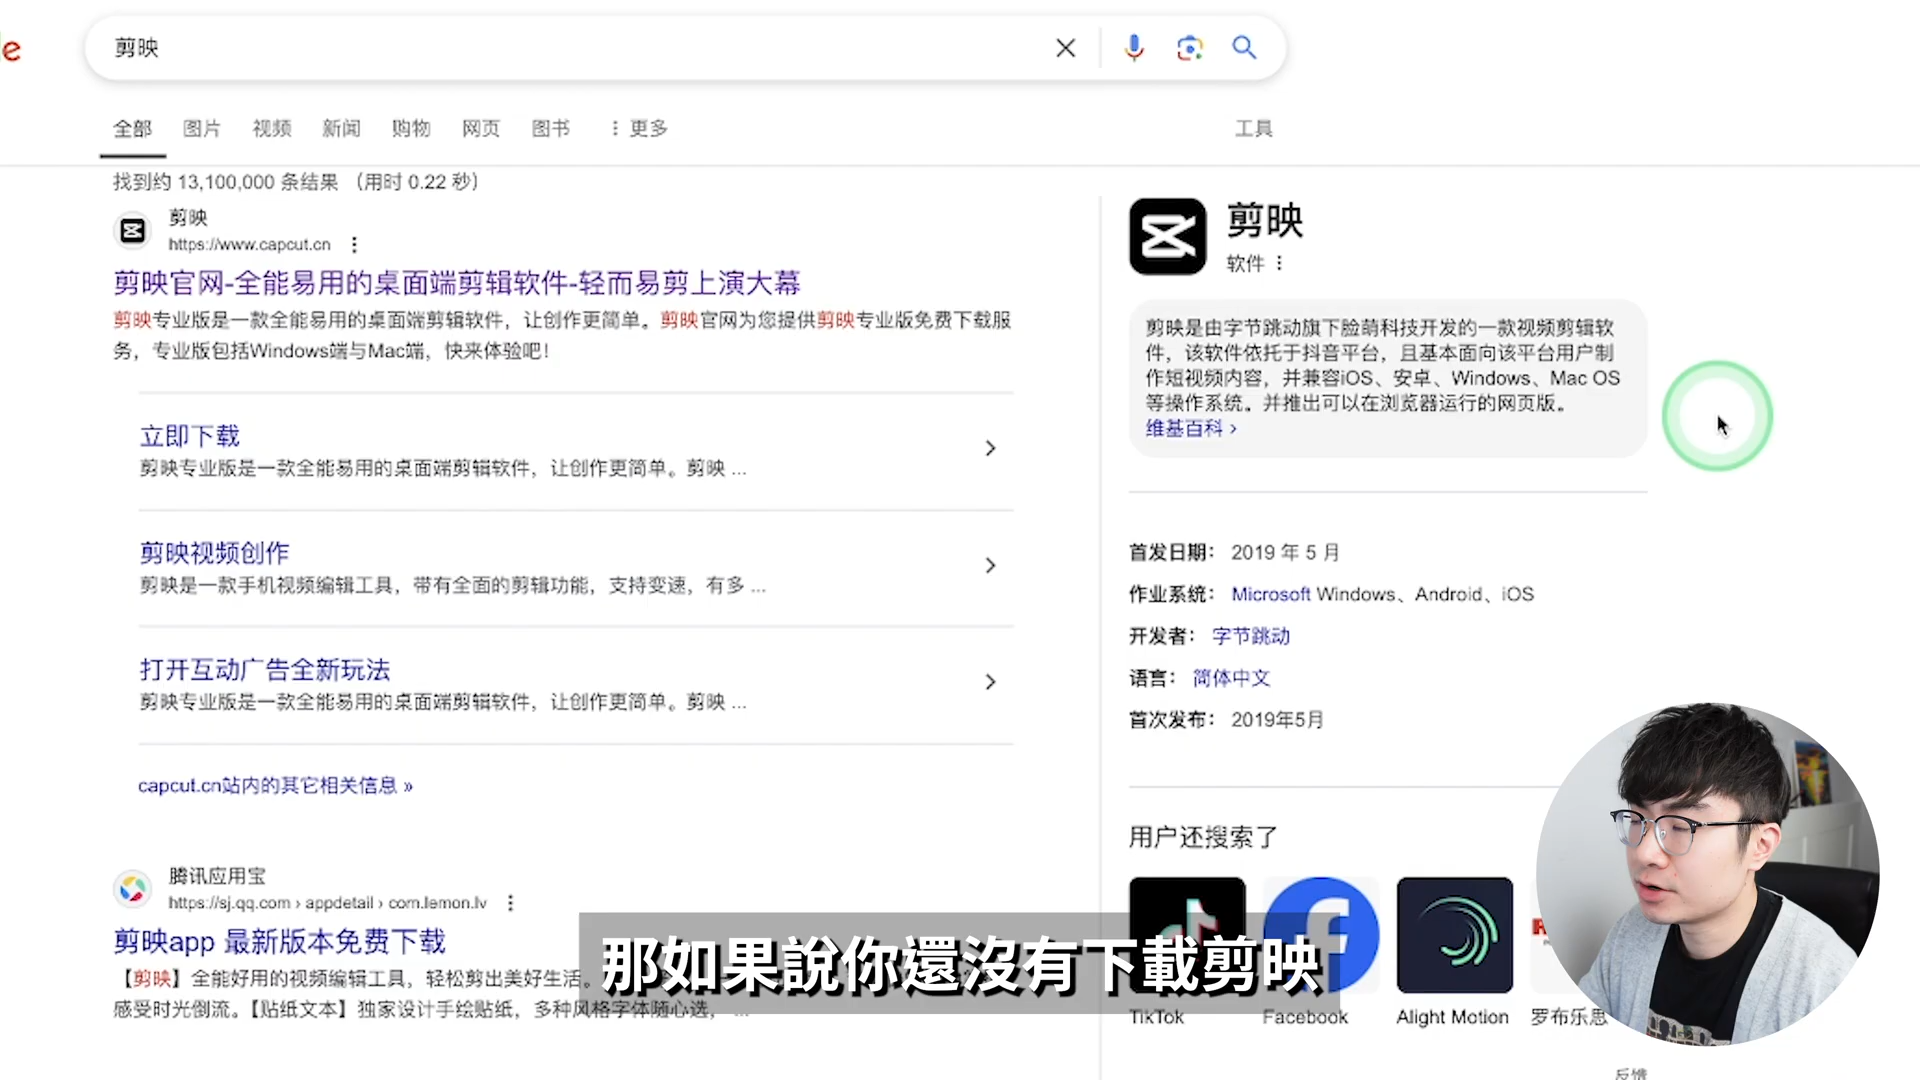 e
剪映
全部 图片 视频 新闻 购物 网页 图书 更多
工具
找到约 13,100,000 条结果 （用时 0.22 秒）
剪映
https://www.capcut.cn
剪映官网-全能易用的桌面端剪辑软件-轻而易剪上演大幕
剪映专业版是一款全能易用的桌面端剪辑软件，让创作更简单。剪映官网为您提供剪映专业版免费下载服
务，专业版包括Windows端与Mac端，快来体验吧！
立即下载
剪映专业版是一款全能易用的桌面端剪辑软件，让创作更简单。剪映 ...
剪映视频创作
剪映是一款手机视频编辑工具，带有全面的剪辑功能，支持变速，有多 ...
打开互动广告全新玩法
剪映专业版是一款全能易用的桌面端剪辑软件，让创作更简单。剪映 ...
capcut.cn站内的其它相关信息 »
腾讯应用宝
https://sj.qq.com › appdetail › com.lemon.lv
剪映app 最新版本免费下载
【剪映】全能好用的视频编辑工具，轻松剪出美好生活。
感受时光倒流。【贴纸文本】独家设计手绘贴纸，多种风格字体随心选， ...
剪映
软件
剪映是由字节跳动旗下脸萌科技开发的一款视频剪辑软
件，该软件依托于抖音平台，且基本面向该平台用户制
作短视频内容，并兼容iOS、安卓、Windows、Mac OS
等操作系统。并推出可以在浏览器运行的网页版。
维基百科 ›
首发日期： 2019 年 5 月
作业系统： Microsoft Windows、Android、iOS
开发者： 字节跳动
语言： 简体中文
首次发布： 2019年5月
用户还搜索了
TikTok Facebook Alight Motion 罗布乐思
反馈
那如果說你還沒有下載剪映